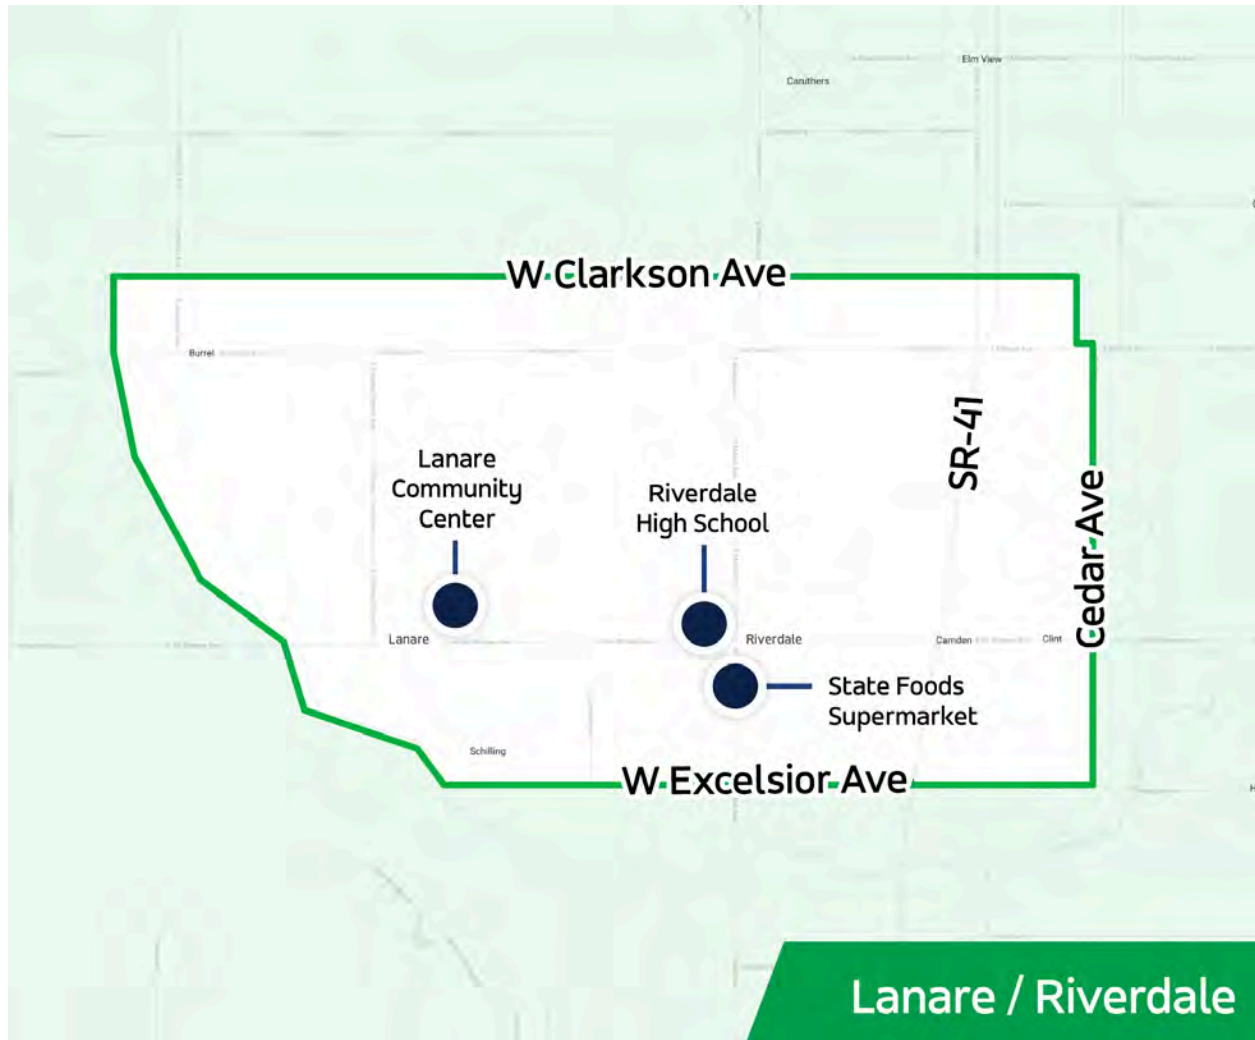 Elm View
Caruthers
W Clarkson Ave
Burrel
SR-41
Lanare
Community
Center
Riverdale
High School
Cedar Ave
Lanare
Riverdale
Camden
Clint
State Foods
Supermarket
Schilling
W Excelsior Ave
Lanare / Riverdale